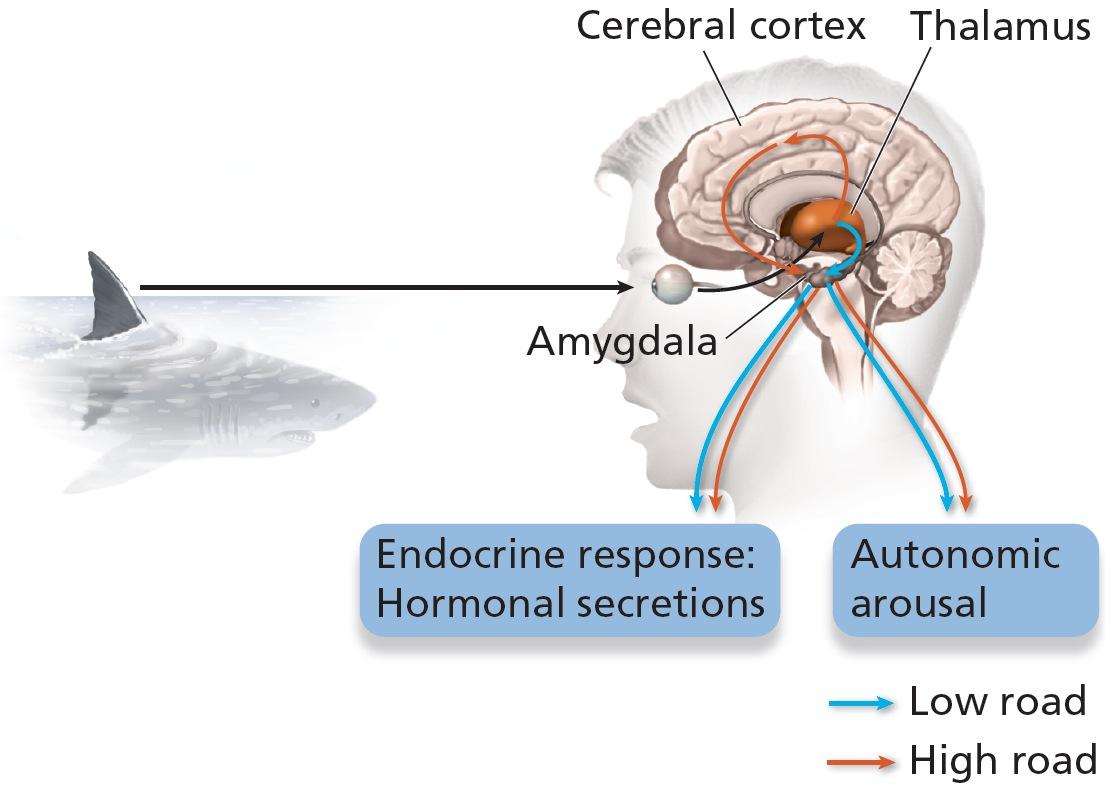 Cerebral cortex
Thalamus
Amygdala
Endocrine response:
Hormonal secretions
Autonomic
arousal
Low road
High road